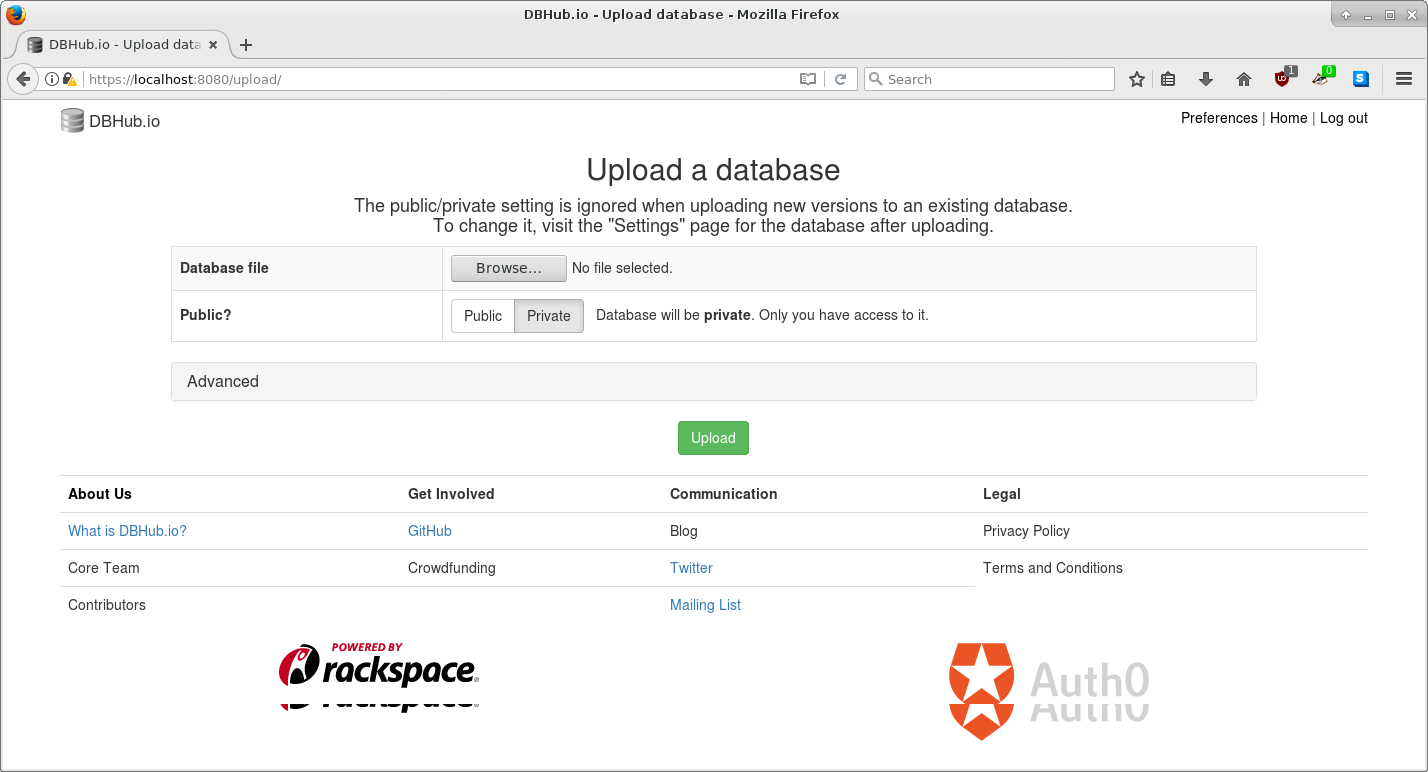 DBHub.io - Upload database - Mozilla Firefox
DBHub.io - Upload data
https://localhost:8080/upload/
Search
1
0
S
DBHub.io
Preferences | Home | Log out
Upload a database
The public/private setting is ignored when uploading new versions to an existing database.
To change it, visit the "Settings" page for the database after uploading.
Database file
Browse... No file selected.
Public?
Public Private Database will be private. Only you have access to it.
Advanced
Upload
About Us Get Involved Communication Legal
What is DBHub.io? GitHub Blog Privacy Policy
Core Team Crowdfunding Twitter Terms and Conditions
Contributors Mailing List
POWERED BY
rackspace®
rackspace®
Auth0
Auth0